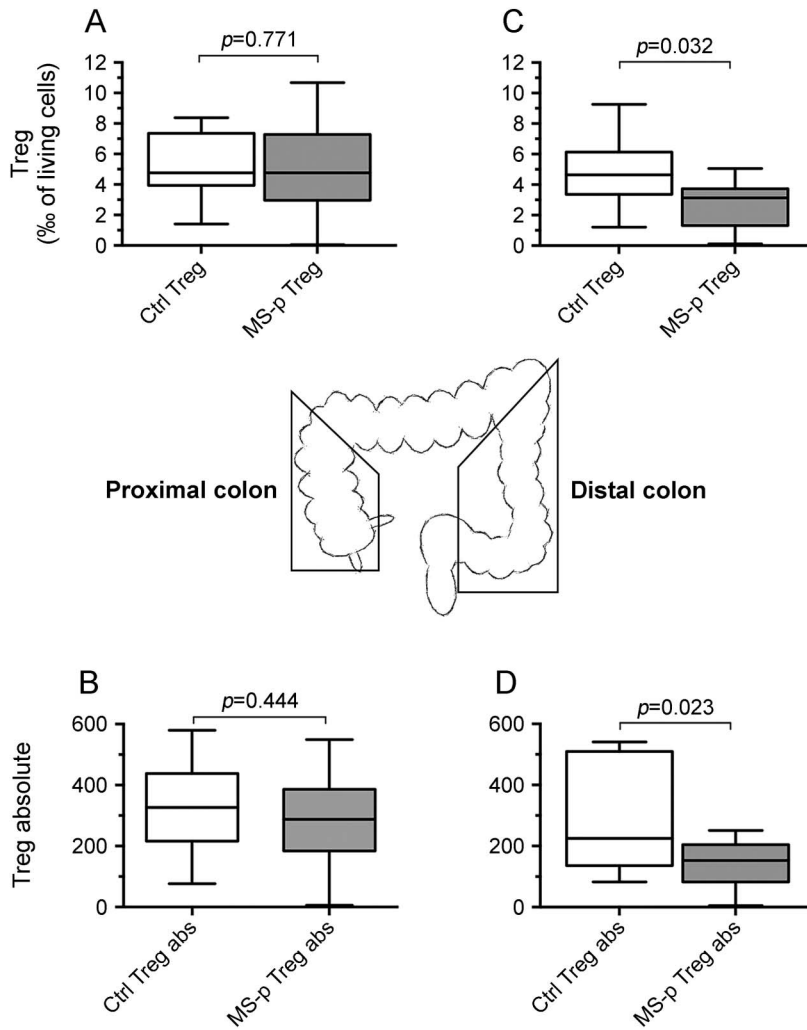 A
p=0.771
Treg
(‰ of living cells)
12
10
8
6
4
2
0
Ctrl Treg
MS-p Treg
C
p=0.032
12
10
8
6
4
2
0
Ctrl Treg
MS-p Treg
Proximal colon
Distal colon
B
p=0.444
Treg absolute
600
400
200
0
Ctrl Treg abs
MS-p Treg abs
D
p=0.023
600
400
200
0
Ctrl Treg abs
MS-p Treg abs